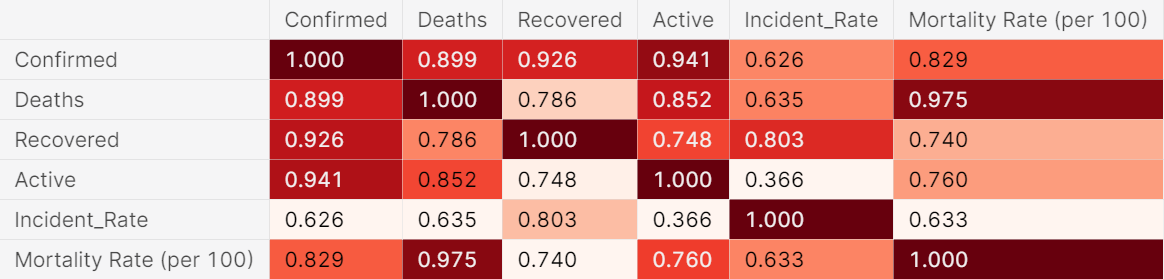 Confirmed Deaths Recovered Active Incident_Rate Mortality Rate (per 100)
Confirmed 1.000 0.899 0.926 0.941 0.626 0.829
Deaths 0.899 1.000 0.786 0.852 0.635 0.975
Recovered 0.926 0.786 1.000 0.748 0.803 0.740
Active 0.941 0.852 0.748 1.000 0.366 0.760
Incident_Rate 0.626 0.635 0.803 0.366 1.000 0.633
Mortality Rate (per 100) 0.829 0.975 0.740 0.760 0.633 1.000